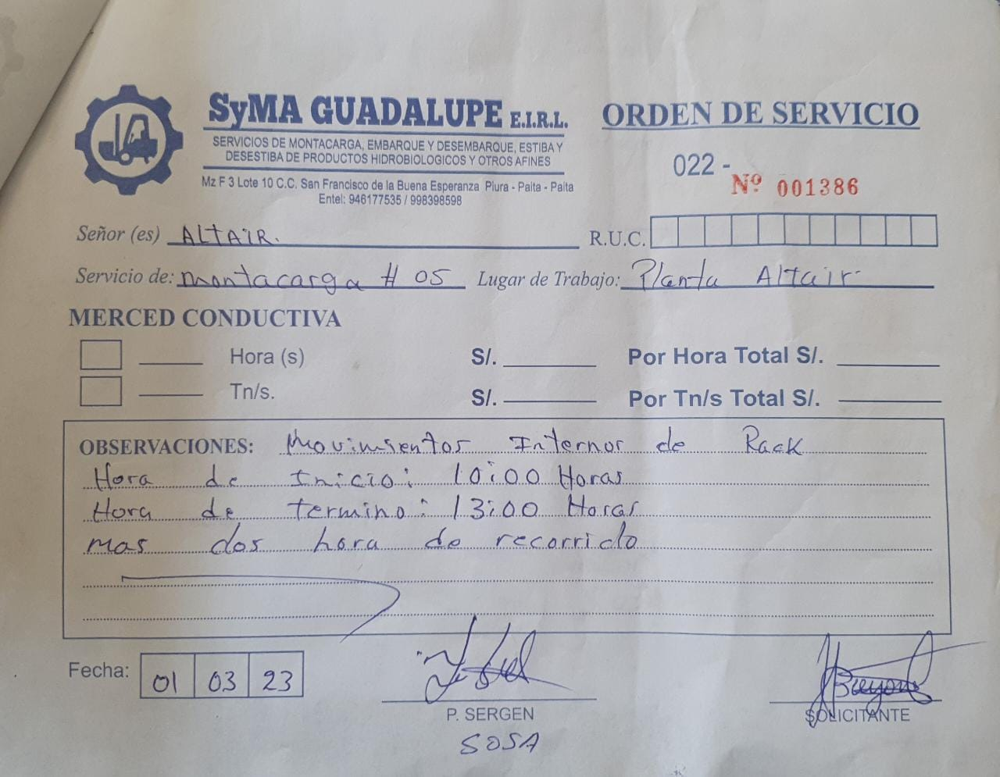 SyMA GUADALUPE E.I.R.L.
SERVICIOS DE MONTACARGA, EMBARQUE Y DESEMBARQUE, ESTIBA Y
DESESTIBA DE PRODUCTOS HIDROBIOLOGICOS Y OTROS AFINES
Mz F 3 Lote 10 C.C. San Francisco de la Buena Esperanza Piura - Paita - Paita
Entel: 946177535 / 998398598
ORDEN DE SERVICIO
022 - Nº 001386
Señor (es) ALTAIR.
R.U.C.
Servicio de: Montacarga # 05 Lugar de Trabajo: Planta Altair
MERCED CONDUCTIVA
Hora (s) S/. Por Hora Total S/.
Tn/s. S/. Por Tn/s Total S/.
OBSERVACIONES: Movimientos Internos de Rack
Hora de Inicio: 10:00 Horas
Hora de termino: 13:00 Horas
mas dos hora de recorrido
Fecha: 01 03 23
P. SERGEN
SOLICITANTE
SOSA